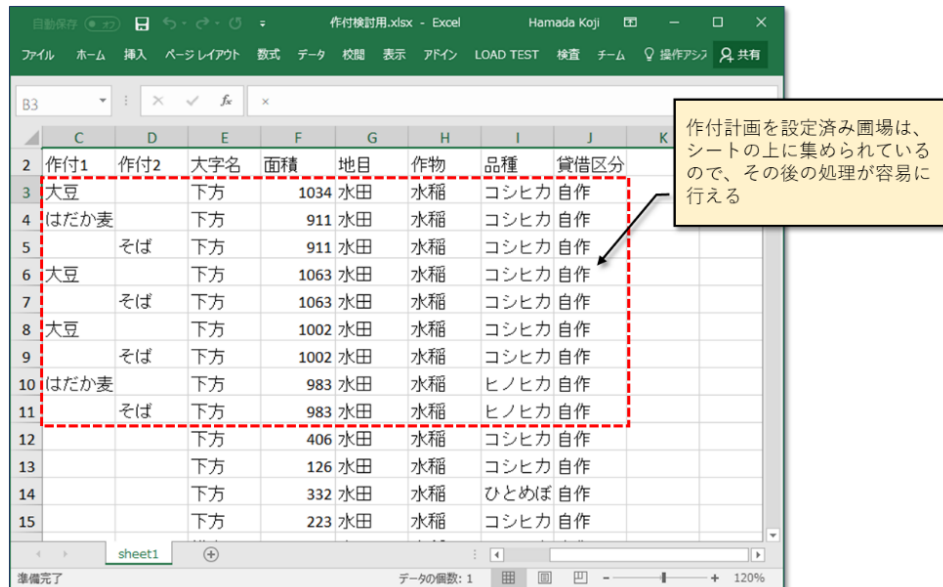 自動保存 オフ 作付検討用.xlsx - Excel Hamada Koji
ファイル ホーム 挿入 ページ レイアウト 数式 データ 校閲 表示 アドイン LOAD TEST 検査 チーム 操作アシ 共有
B3 fx ×
C D E F G H I J K
2 作付1 作付2 大字名 面積 地目 作物 品種 貸借区分
3 大豆 下方 1034 水田 水稲 コシヒカ 自作
4 はだか麦 下方 911 水田 水稲 コシヒカ 自作
5 そば 下方 911 水田 水稲 コシヒカ 自作
6 大豆 下方 1063 水田 水稲 コシヒカ 自作
7 そば 下方 1063 水田 水稲 コシヒカ 自作
8 大豆 下方 1002 水田 水稲 コシヒカ 自作
9 そば 下方 1002 水田 水稲 コシヒカ 自作
10 はだか麦 下方 983 水田 水稲 ヒノヒカ 自作
11 そば 下方 983 水田 水稲 ヒノヒカ 自作
12 下方 406 水田 水稲 コシヒカ 自作
13 下方 126 水田 水稲 コシヒカ 自作
14 下方 332 水田 水稲 ひとめぼ 自作
15 下方 223 水田 水稲 コシヒカ 自作
作付計画を設定済み圃場は、
シートの上に集められている
ので、その後の処理が容易に
行える
sheet1
準備完了 データの個数: 1 120%